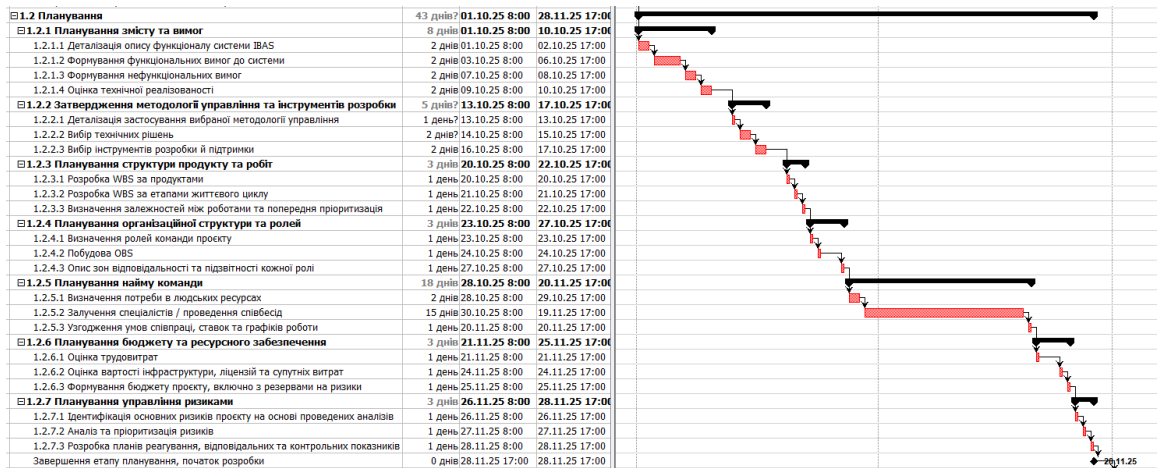 1.2 Планування 43 днів? 01.10.25 8:00 28.11.25 17:00
1.2.1 Планування змісту та вимог 8 днів 01.10.25 8:00 10.10.25 17:00
1.2.1.1 Деталізація опису функціоналу системи IBAS 2 днів 01.10.25 8:00 02.10.25 17:00
1.2.1.2 Формування функціональних вимог до системи 2 днів 03.10.25 8:00 06.10.25 17:00
1.2.1.3 Формування нефункціональних вимог 2 днів 07.10.25 8:00 08.10.25 17:00
1.2.1.4 Оцінка технічної реалізованості 2 днів 09.10.25 8:00 10.10.25 17:00
1.2.2 Затвердження методології управління та інструментів розробки 5 днів? 13.10.25 8:00 17.10.25 17:00
1.2.2.1 Деталізація застосування вибраної методології управління 1 день? 13.10.25 8:00 13.10.25 17:00
1.2.2.2 Вибір технічних рішень 2 днів? 14.10.25 8:00 15.10.25 17:00
1.2.2.3 Вибір інструментів розробки й підтримки 2 днів 16.10.25 8:00 17.10.25 17:00
1.2.3 Планування структури продукту та робіт 3 дні 20.10.25 8:00 22.10.25 17:00
1.2.3.1 Розробка WBS за продуктами 1 день 20.10.25 8:00 20.10.25 17:00
1.2.3.2 Розробка WBS за етапами життєвого циклу 1 день 21.10.25 8:00 21.10.25 17:00
1.2.3.3 Визначення залежностей між роботами та попередня пріоритизація 1 день 22.10.25 8:00 22.10.25 17:00
1.2.4 Планування організаційної структури та ролей 3 дні 23.10.25 8:00 27.10.25 17:00
1.2.4.1 Визначення ролей команди проєкту 1 день 23.10.25 8:00 23.10.25 17:00
1.2.4.2 Побудова OBS 1 день 24.10.25 8:00 24.10.25 17:00
1.2.4.3 Опис зон відповідальності та підзвітності кожної ролі 1 день 27.10.25 8:00 27.10.25 17:00
1.2.5 Планування найму команди 18 днів 28.10.25 8:00 20.11.25 17:00
1.2.5.1 Визначення потреби в людських ресурсах 2 днів 28.10.25 8:00 29.10.25 17:00
1.2.5.2 Залучення спеціалістів / проведення співбесід 15 днів 30.10.25 8:00 19.11.25 17:00
1.2.5.3 Узгодження умов співпраці, ставок та графіків роботи 1 день 20.11.25 8:00 20.11.25 17:00
1.2.6 Планування бюджету та ресурсного забезпечення 3 дні 21.11.25 8:00 25.11.25 17:00
1.2.6.1 Оцінка трудовитрат 1 день 21.11.25 8:00 21.11.25 17:00
1.2.6.2 Оцінка вартості інфраструктури, ліцензій та супутніх витрат 1 день 24.11.25 8:00 24.11.25 17:00
1.2.6.3 Формування бюджету проєкту, включно з резервами на ризики 1 день 25.11.25 8:00 25.11.25 17:00
1.2.7 Планування управління ризиками 3 дні 26.11.25 8:00 28.11.25 17:00
1.2.7.1 Ідентифікація основних ризиків проєкту на основі проведених аналізів 1 день 26.11.25 8:00 26.11.25 17:00
1.2.7.2 Аналіз та пріоритизація ризиків 1 день 27.11.25 8:00 27.11.25 17:00
1.2.7.3 Розробка планів реагування, відповідальних та контрольних показників 1 день 28.11.25 8:00 28.11.25 17:00
Завершення етапу планування, початок розробки 0 днів 28.11.25 17:00 28.11.25 17:00 28.11.25